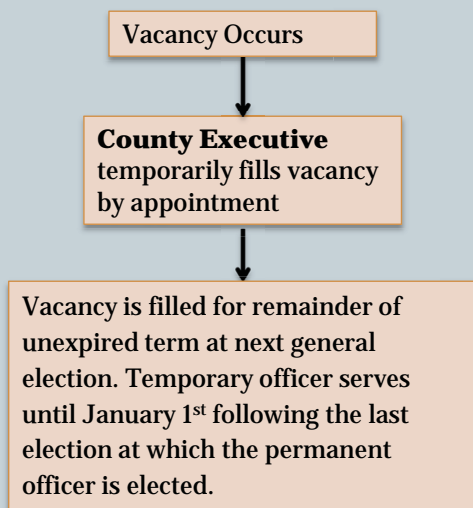 Vacancy Occurs
County Executive
temporarily fills vacancy
by appointment
Vacancy is filled for remainder of
unexpired term at next general
election. Temporary officer serves
until January 1st following the last
election at which the permanent
officer is elected.